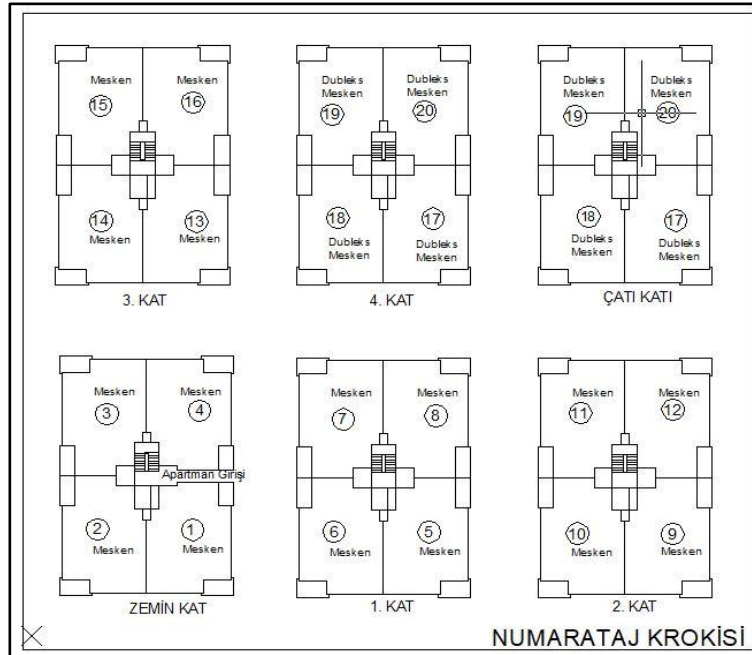 Mesken
15
Mesken
16
14
Mesken
13
Mesken
3. KAT
Dubleks
Mesken
19
Dubleks
Mesken
20
18
Dubleks
Mesken
17
Dubleks
Mesken
4. KAT
Dubleks
Mesken
19
Dubleks
Mesken
20
18
Dubleks
Mesken
17
Dubleks
Mesken
ÇATI KATI
Mesken
3
Mesken
4
Apartman Girişi
2
Mesken
1
Mesken
ZEMİN KAT
Mesken
7
Mesken
8
6
Mesken
5
Mesken
1. KAT
Mesken
11
Mesken
12
10
Mesken
9
Mesken
2. KAT
NUMARATAJ KROKİSİ